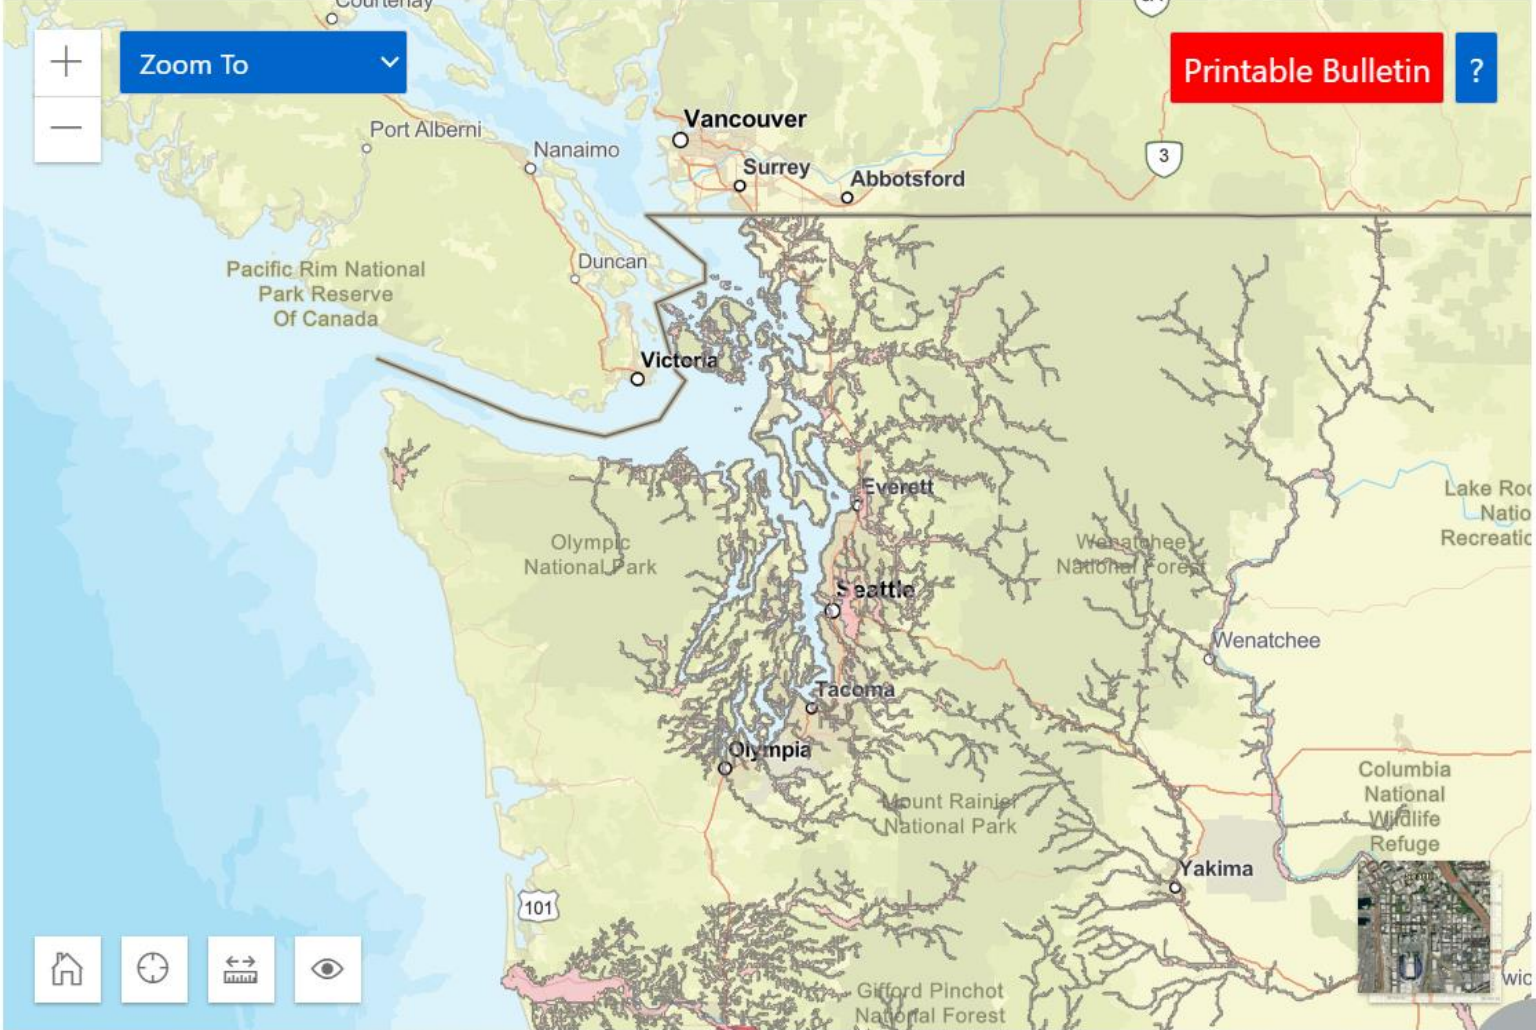 Courtenay
Zoom To
Printable Bulletin
?
Vancouver
Port Alberni
Nanaimo
Surrey
3
Abbotsford
Duncan
Pacific Rim National
Park Reserve
Of Canada
Victoria
Everett
Lake Roo
Natio
Recreatio
Olympic
National Park
Wenatchee
National Forest
Seattle
Wenatchee
Tacoma
Olympia
Columbia
National
Wildlife
Refuge
Mount Rainier
National Park
Yakima
101
Gifford Pinchot
National Forest
wic